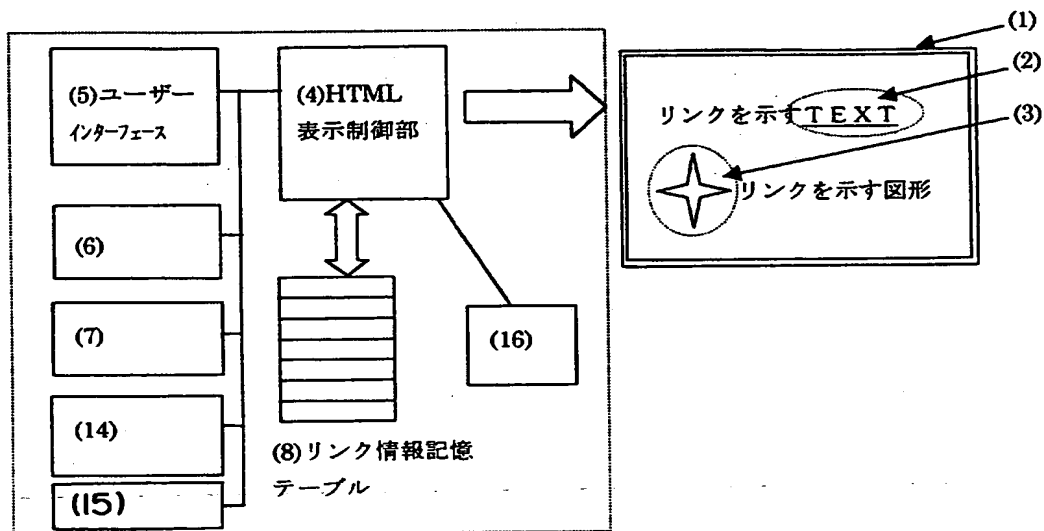 (5)ユーザー
インターフェース
(4)HTML
表示制御部
(6)
(7)
(14)
(15)
(8)リンク情報記憶
テーブル
(16)
(1)
(2)
(3)
リンクを示すTEXT
リンクを示す図形